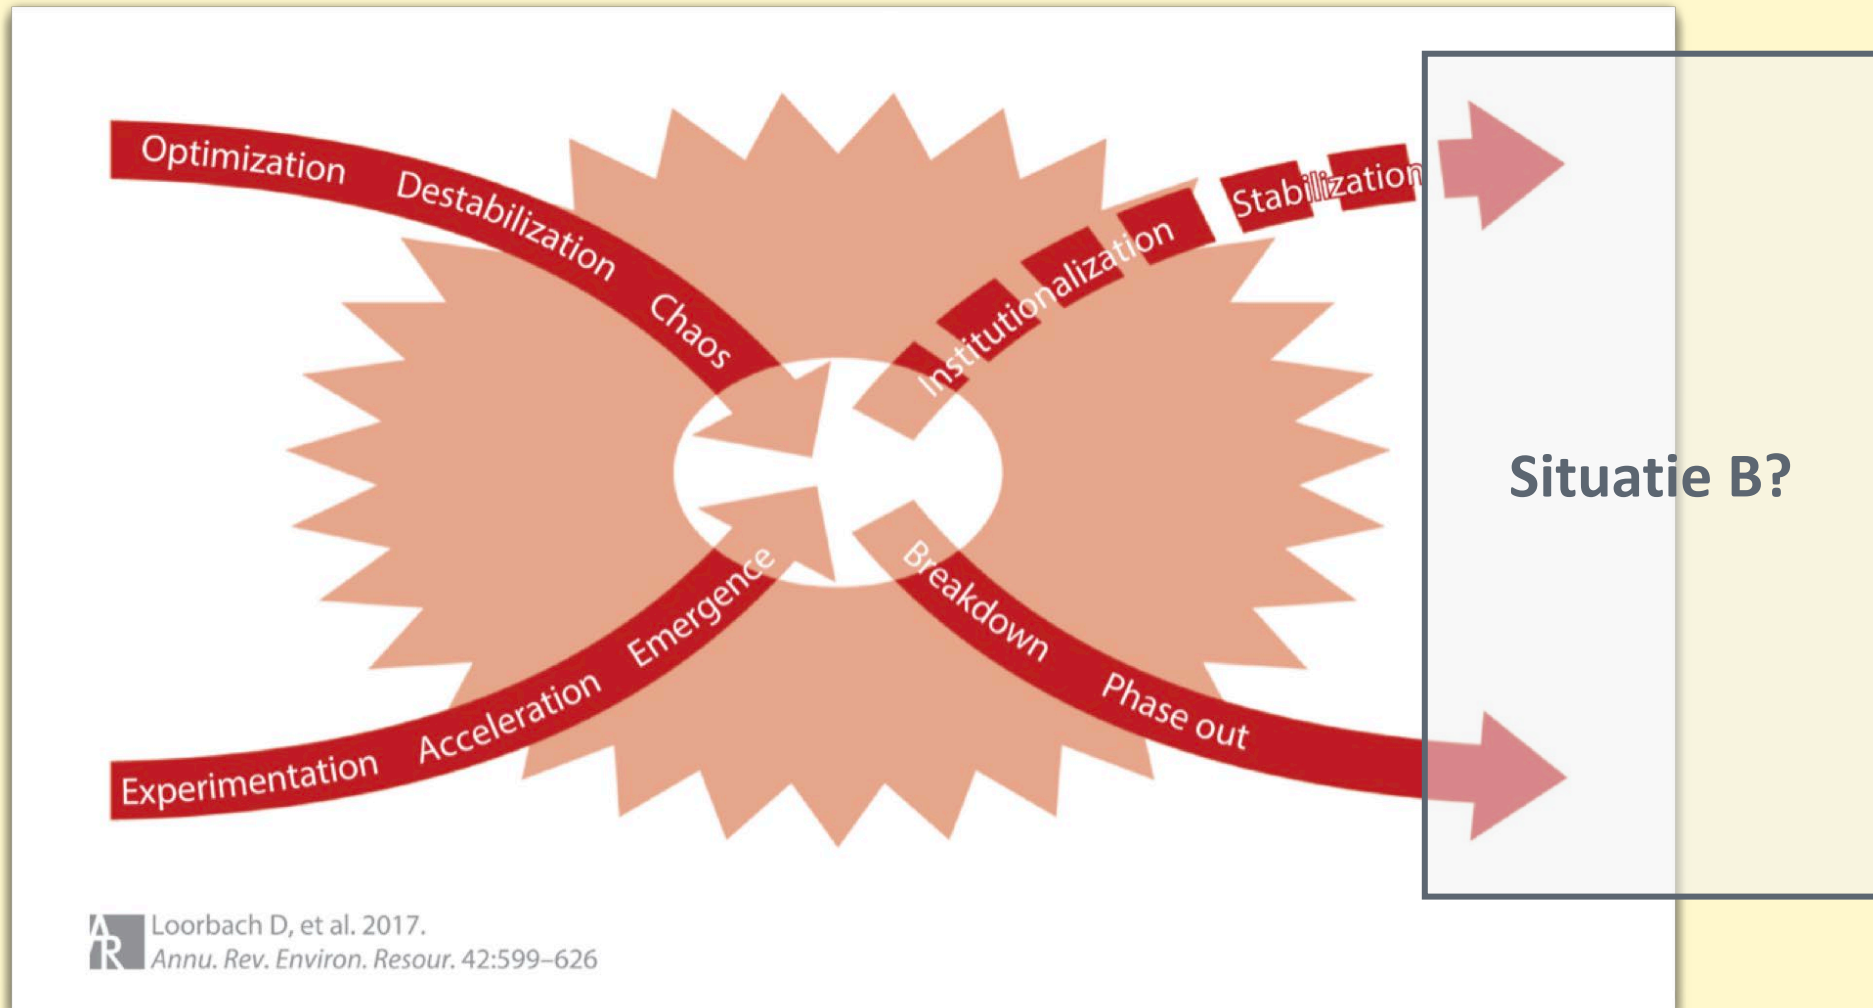 Optimization
Destabilization
Chaos
Institutionalization
Stabilization
Situatie B?
Experimentation
Acceleration
Emergence
Breakdown
Phase out
AR
Loorbach D, et al. 2017.
Annu. Rev. Environ. Resour. 42:599–626